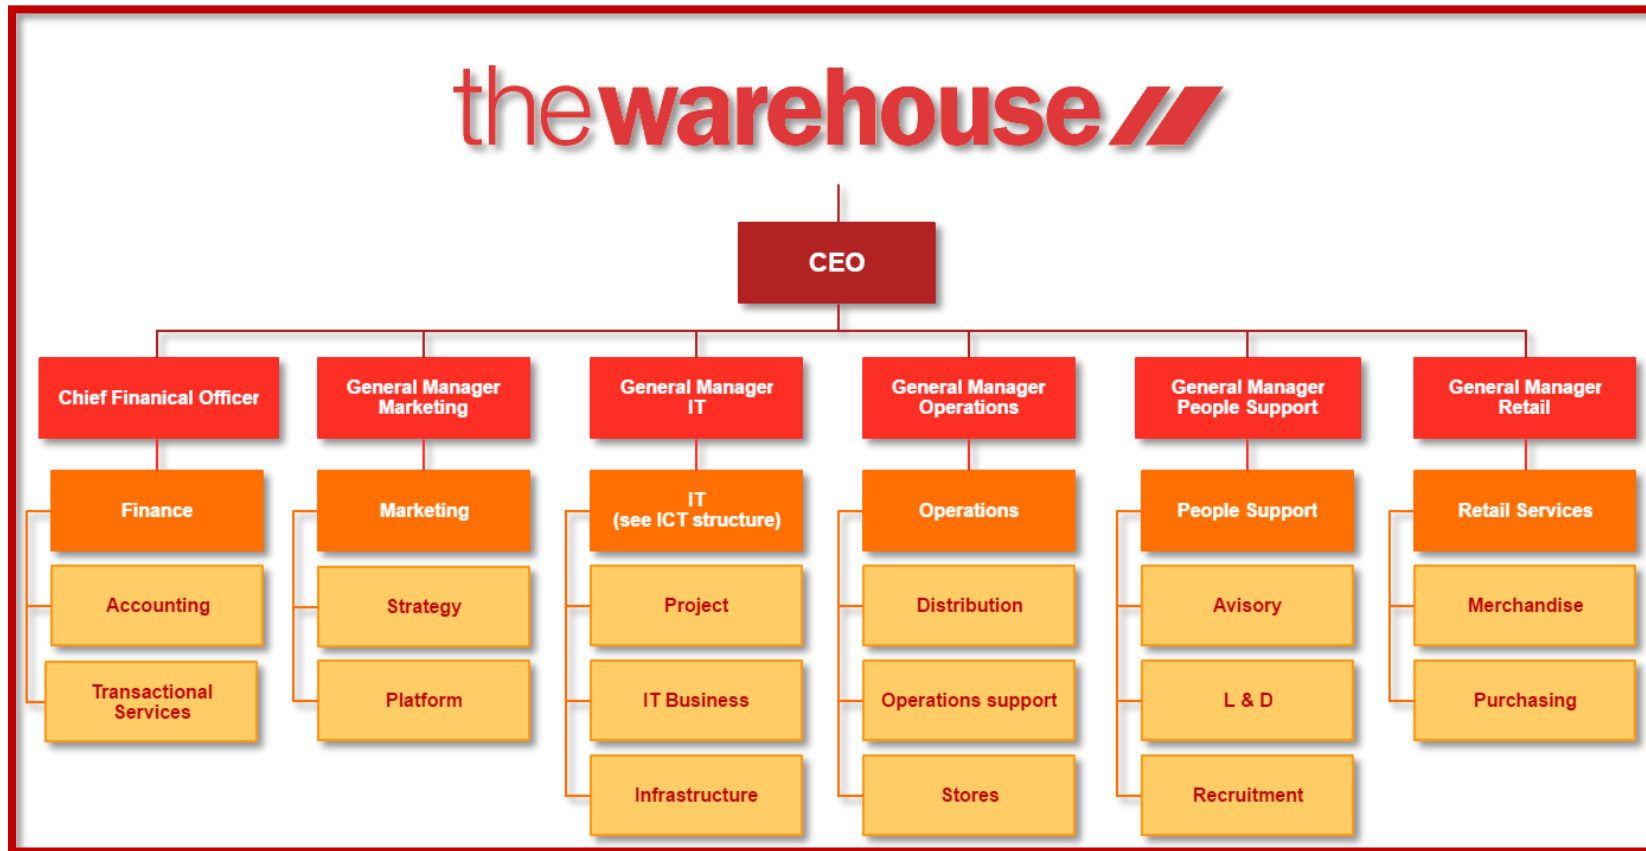 thewarehouse
CEO
Chief Finanical Officer
General Manager
Marketing
General Manager
IT
General Manager
Operations
General Manager
People Support
General Manager
Retail
Finance
Marketing
IT
(see ICT structure)
Operations
People Support
Retail Services
Accounting
Strategy
Project
Distribution
Avisory
Merchandise
Transactional
Services
Platform
IT Business
Operations support
L & D
Purchasing
Infrastructure
Stores
Recruitment